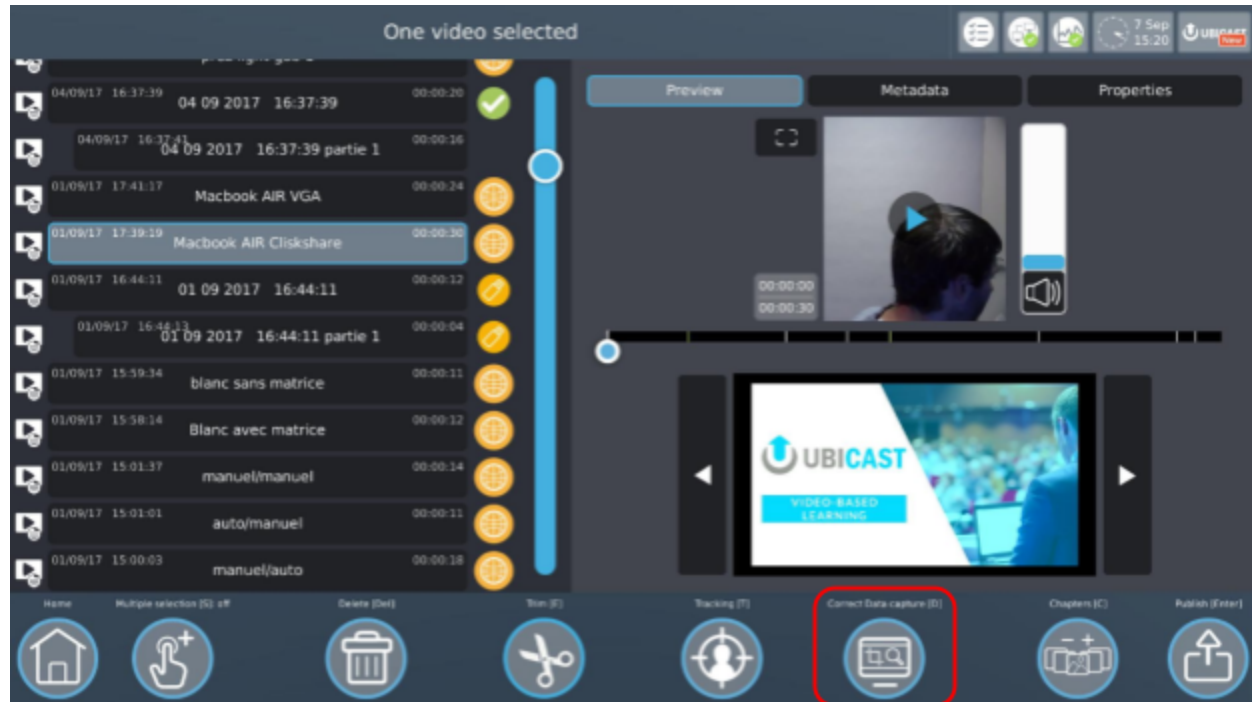 One video selected
7 Sep
15:20
UBICAST
New
04/09/17 16:37:39
04 09 2017 16:37:39
00:00:20
04/09/17 16:37:41
04 09 2017 16:37:39 partie 1
00:00:16
01/09/17 17:41:17
Macbook AIR VGA
00:00:24
01/09/17 17:39:19
Macbook AIR Clickshare
00:00:30
01/09/17 16:44:11
01 09 2017 16:44:11
00:00:12
01/09/17 16:44:13
01 09 2017 16:44:11 partie 1
00:00:04
01/09/17 15:59:34
blanc sans matrice
00:00:11
01/09/17 15:58:14
Blanc avec matrice
00:00:12
01/09/17 15:01:37
manuel/manuel
00:00:14
01/09/17 15:01:01
auto/manuel
00:00:11
01/09/17 15:00:03
manuel/auto
00:00:18
Preview
Metadata
Properties
00:00:00
00:00:30
UBICAST
VIDEO-BASED
LEARNING
Home
Multiple selection [S]: off
Delete [Del]
Trim [E]
Tracking [T]
Correct Data capture [D]
Chapters [C]
Publish [Enter]